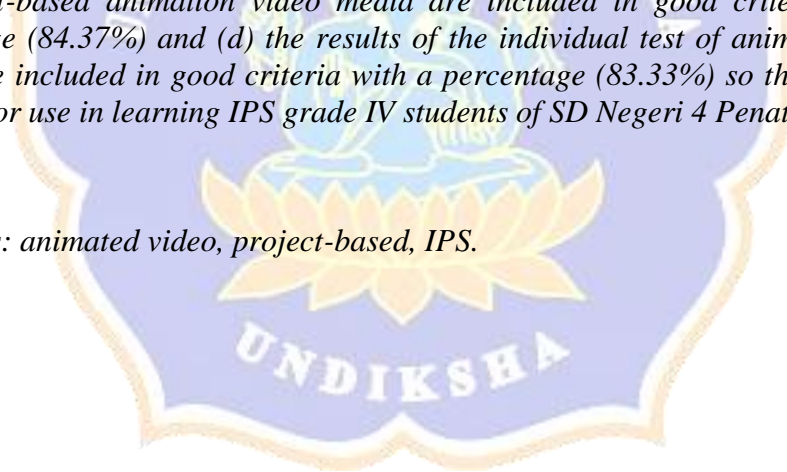 -based animation video media are included in good crite
e (84.37%) and (d) the results of the individual test of anim
e included in good criteria with a percentage (83.33%) so th
or use in learning IPS grade IV students of SD Negeri 4 Penat
: animated video, project-based, IPS.
UNDIKSHA